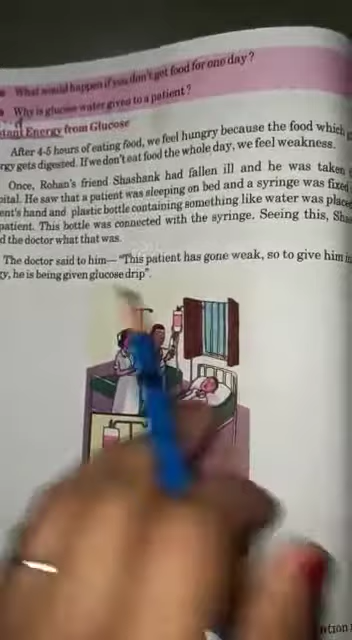 What would happen if you don't get food for one day?
Why is glucose water given to a patient?
Energy from Glucose
After 4-5 hours of eating food, we feel hungry because the food which
gets digested. If we don't eat food the whole day, we feel weakness.
Once, Rohan's friend Shashank had fallen ill and he was taken
He saw that a patient was sleeping on bed and a syringe was fixed
hand and plastic bottle containing something like water was
patient. This bottle was connected with the syringe. Seeing this,
the doctor what that was.
The doctor said to him— "This patient has gone weak, so to give him
he is being given glucose drip".